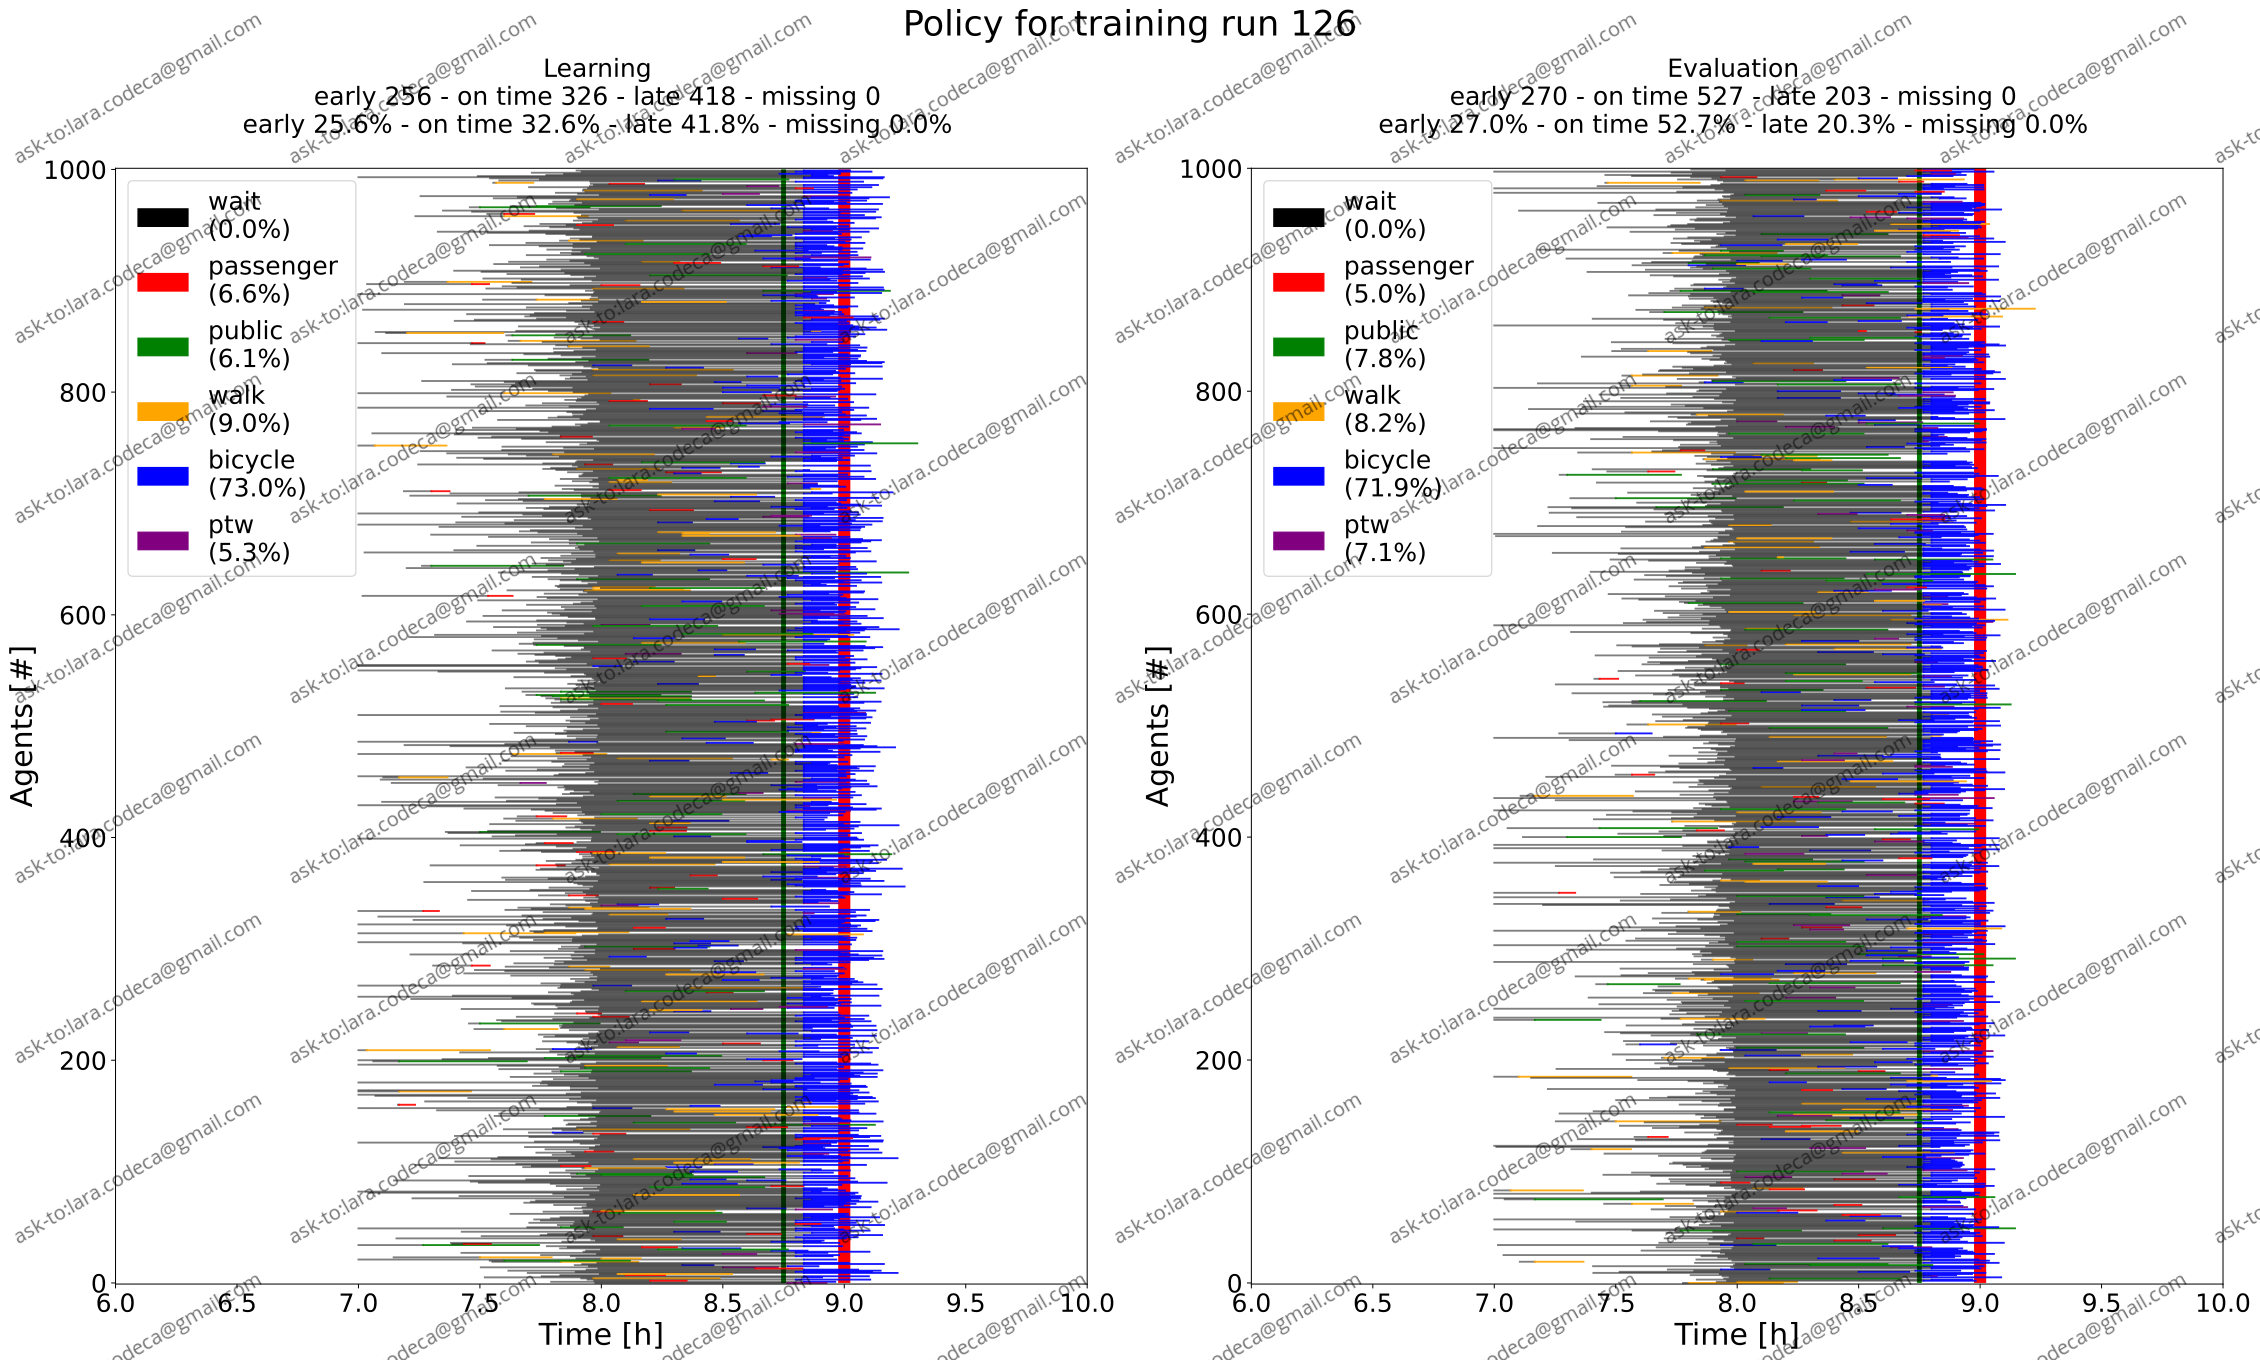 Policy for training run 126
Learning
early 256 - on time 326 - late 418 - missing 0
early 25.6% - on time 32.6% - late 41.8% - missing 0.0%
Agents [#]
1000
800
600
400
200
0
wait
(0.0%)
passenger
(6.6%)
public
(6.1%)
walk
(9.0%)
bicycle
(73.0%)
ptw
(5.3%)
6.0 6.5 7.0 7.5 8.0 8.5 9.0 9.5 10.0
Time [h]
Evaluation
early 270 - on time 527 - late 203 - missing 0
early 27.0% - on time 52.7% - late 20.3% - missing 0.0%
Agents [#]
1000
800
600
400
200
0
wait
(0.0%)
passenger
(5.0%)
public
(7.8%)
walk
(8.2%)
bicycle
(71.9%)
ptw
(7.1%)
6.0 6.5 7.0 7.5 8.0 8.5 9.0 9.5 10.0
Time [h]
ask-to:lara.codeca@gmail.com